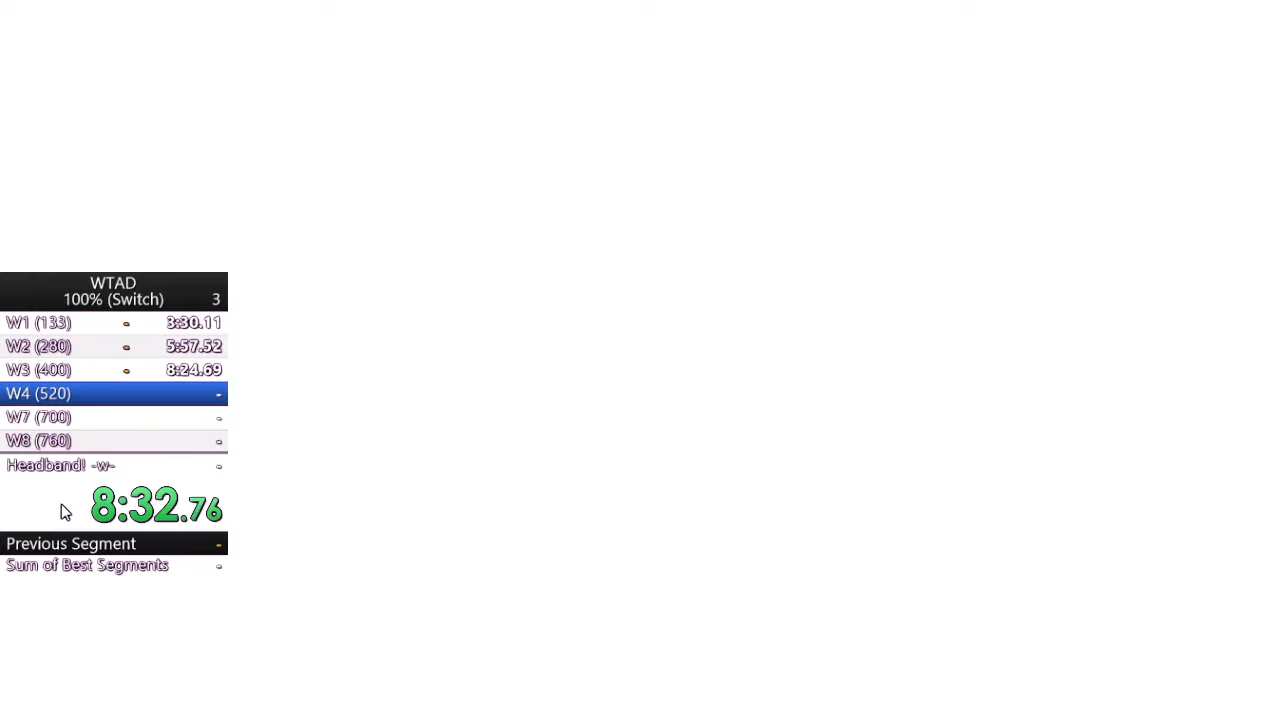 WTAD
100% (Switch) 3
W1 (133) - 3:30.11
W2 (280) - 5:57.52
W3 (400) - 8:24.69
W4 (520) -
W7 (700) -
W8 (760) -
Headband! -w- -
8:32.76
Previous Segment -
Sum of Best Segments -